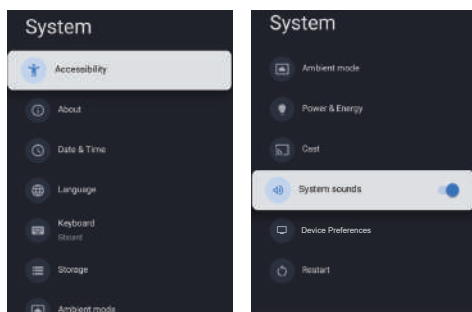 System
Accessibility
About
Date & Time
Language
Keyboard
Gboard
Storage
Ambient mode
System
Ambient mode
Power & Energy
Cast
System sounds
Device Preferences
Restart